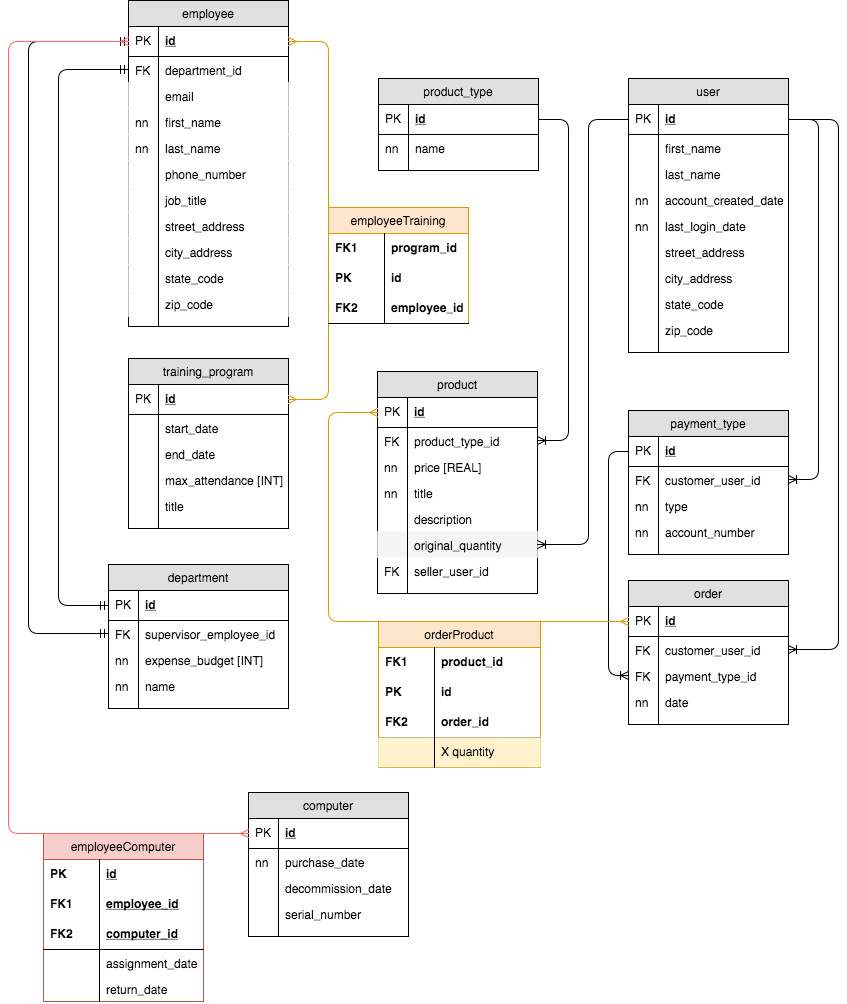 employee
PK id
FK department_id
email
nn first_name
nn last_name
phone_number
job_title
street_address
city_address
state_code
zip_code
product_type
PK id
nn name
user
PK id
first_name
last_name
nn account_created_date
nn last_login_date
street_address
city_address
state_code
zip_code
employeeTraining
FK1 program_id
PK id
FK2 employee_id
training_program
PK id
start_date
end_date
max_attendance [INT]
title
product
PK id
FK product_type_id
nn price [REAL]
nn title
description
original_quantity
FK seller_user_id
payment_type
PK id
FK customer_user_id
nn type
nn account_number
department
PK id
FK supervisor_employee_id
nn expense_budget [INT]
nn name
order
PK id
FK customer_user_id
FK payment_type_id
nn date
orderProduct
FK1 product_id
PK id
FK2 order_id
X quantity
computer
PK id
nn purchase_date
decommission_date
serial_number
employeeComputer
PK id
FK1 employee_id
FK2 computer_id
assignment_date
return_date